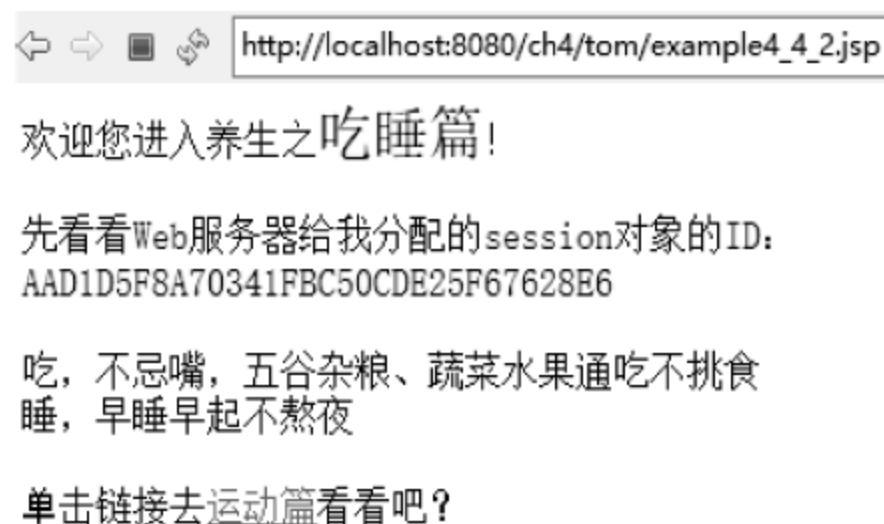 http://localhost:8080/ch4/tom/example4_4_2.jsp
欢迎您进入养生之吃睡篇!
先看看Web服务器给我分配的session对象的ID:
AAD1D5F8A70341FBC50CDE25F67628E6
吃,不忌嘴,五谷杂粮、蔬菜水果通吃不挑食
睡,早睡早起不熬夜
单击链接去运动篇看看吧?